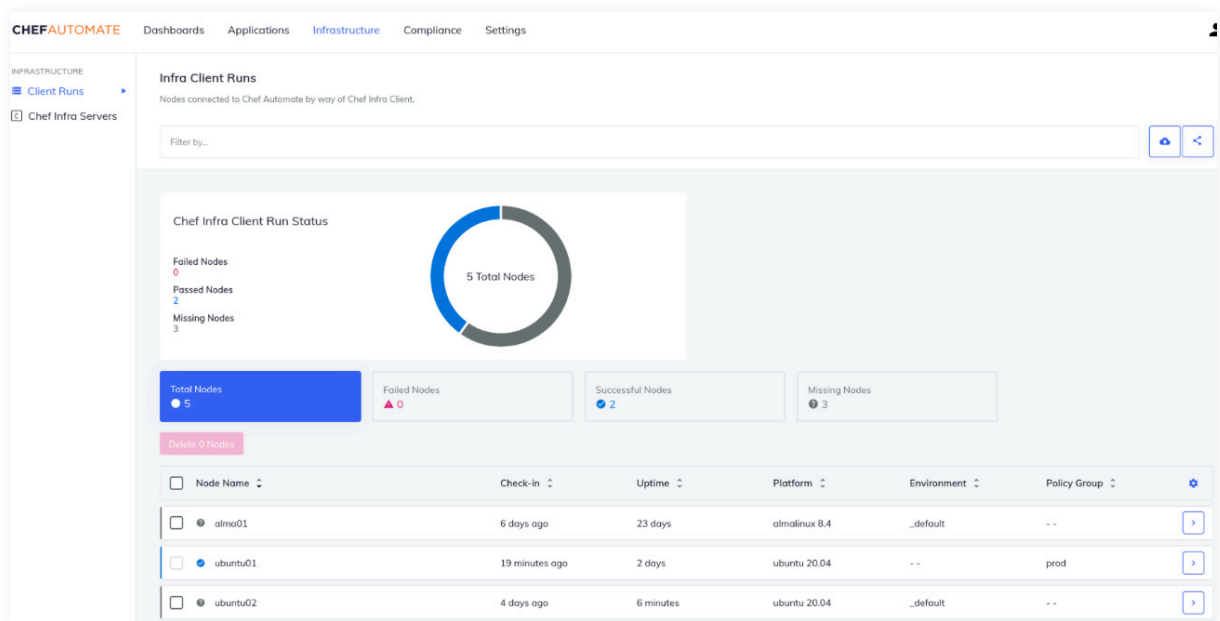 CHEFAUTOMATE Dashboards Applications Infrastructure Compliance Settings
INFRASTRUCTURE
Client Runs
Chef Infra Servers
Infra Client Runs
Nodes connected to Chef Automate by way of Chef Infra Client.
Filter by...
Chef Infra Client Run Status
Failed Nodes
0
Passed Nodes
2
Missing Nodes
3
5 Total Nodes
Total Nodes
5
Failed Nodes
0
Successful Nodes
2
Missing Nodes
3
Delete 0 Nodes
Node Name Check-in Uptime Platform Environment Policy Group
alma01 6 days ago 23 days almalinux 8.4 _default - -
ubuntu01 19 minutes ago 2 days ubuntu 20.04 - - prod
ubuntu02 4 days ago 6 minutes ubuntu 20.04 _default - -